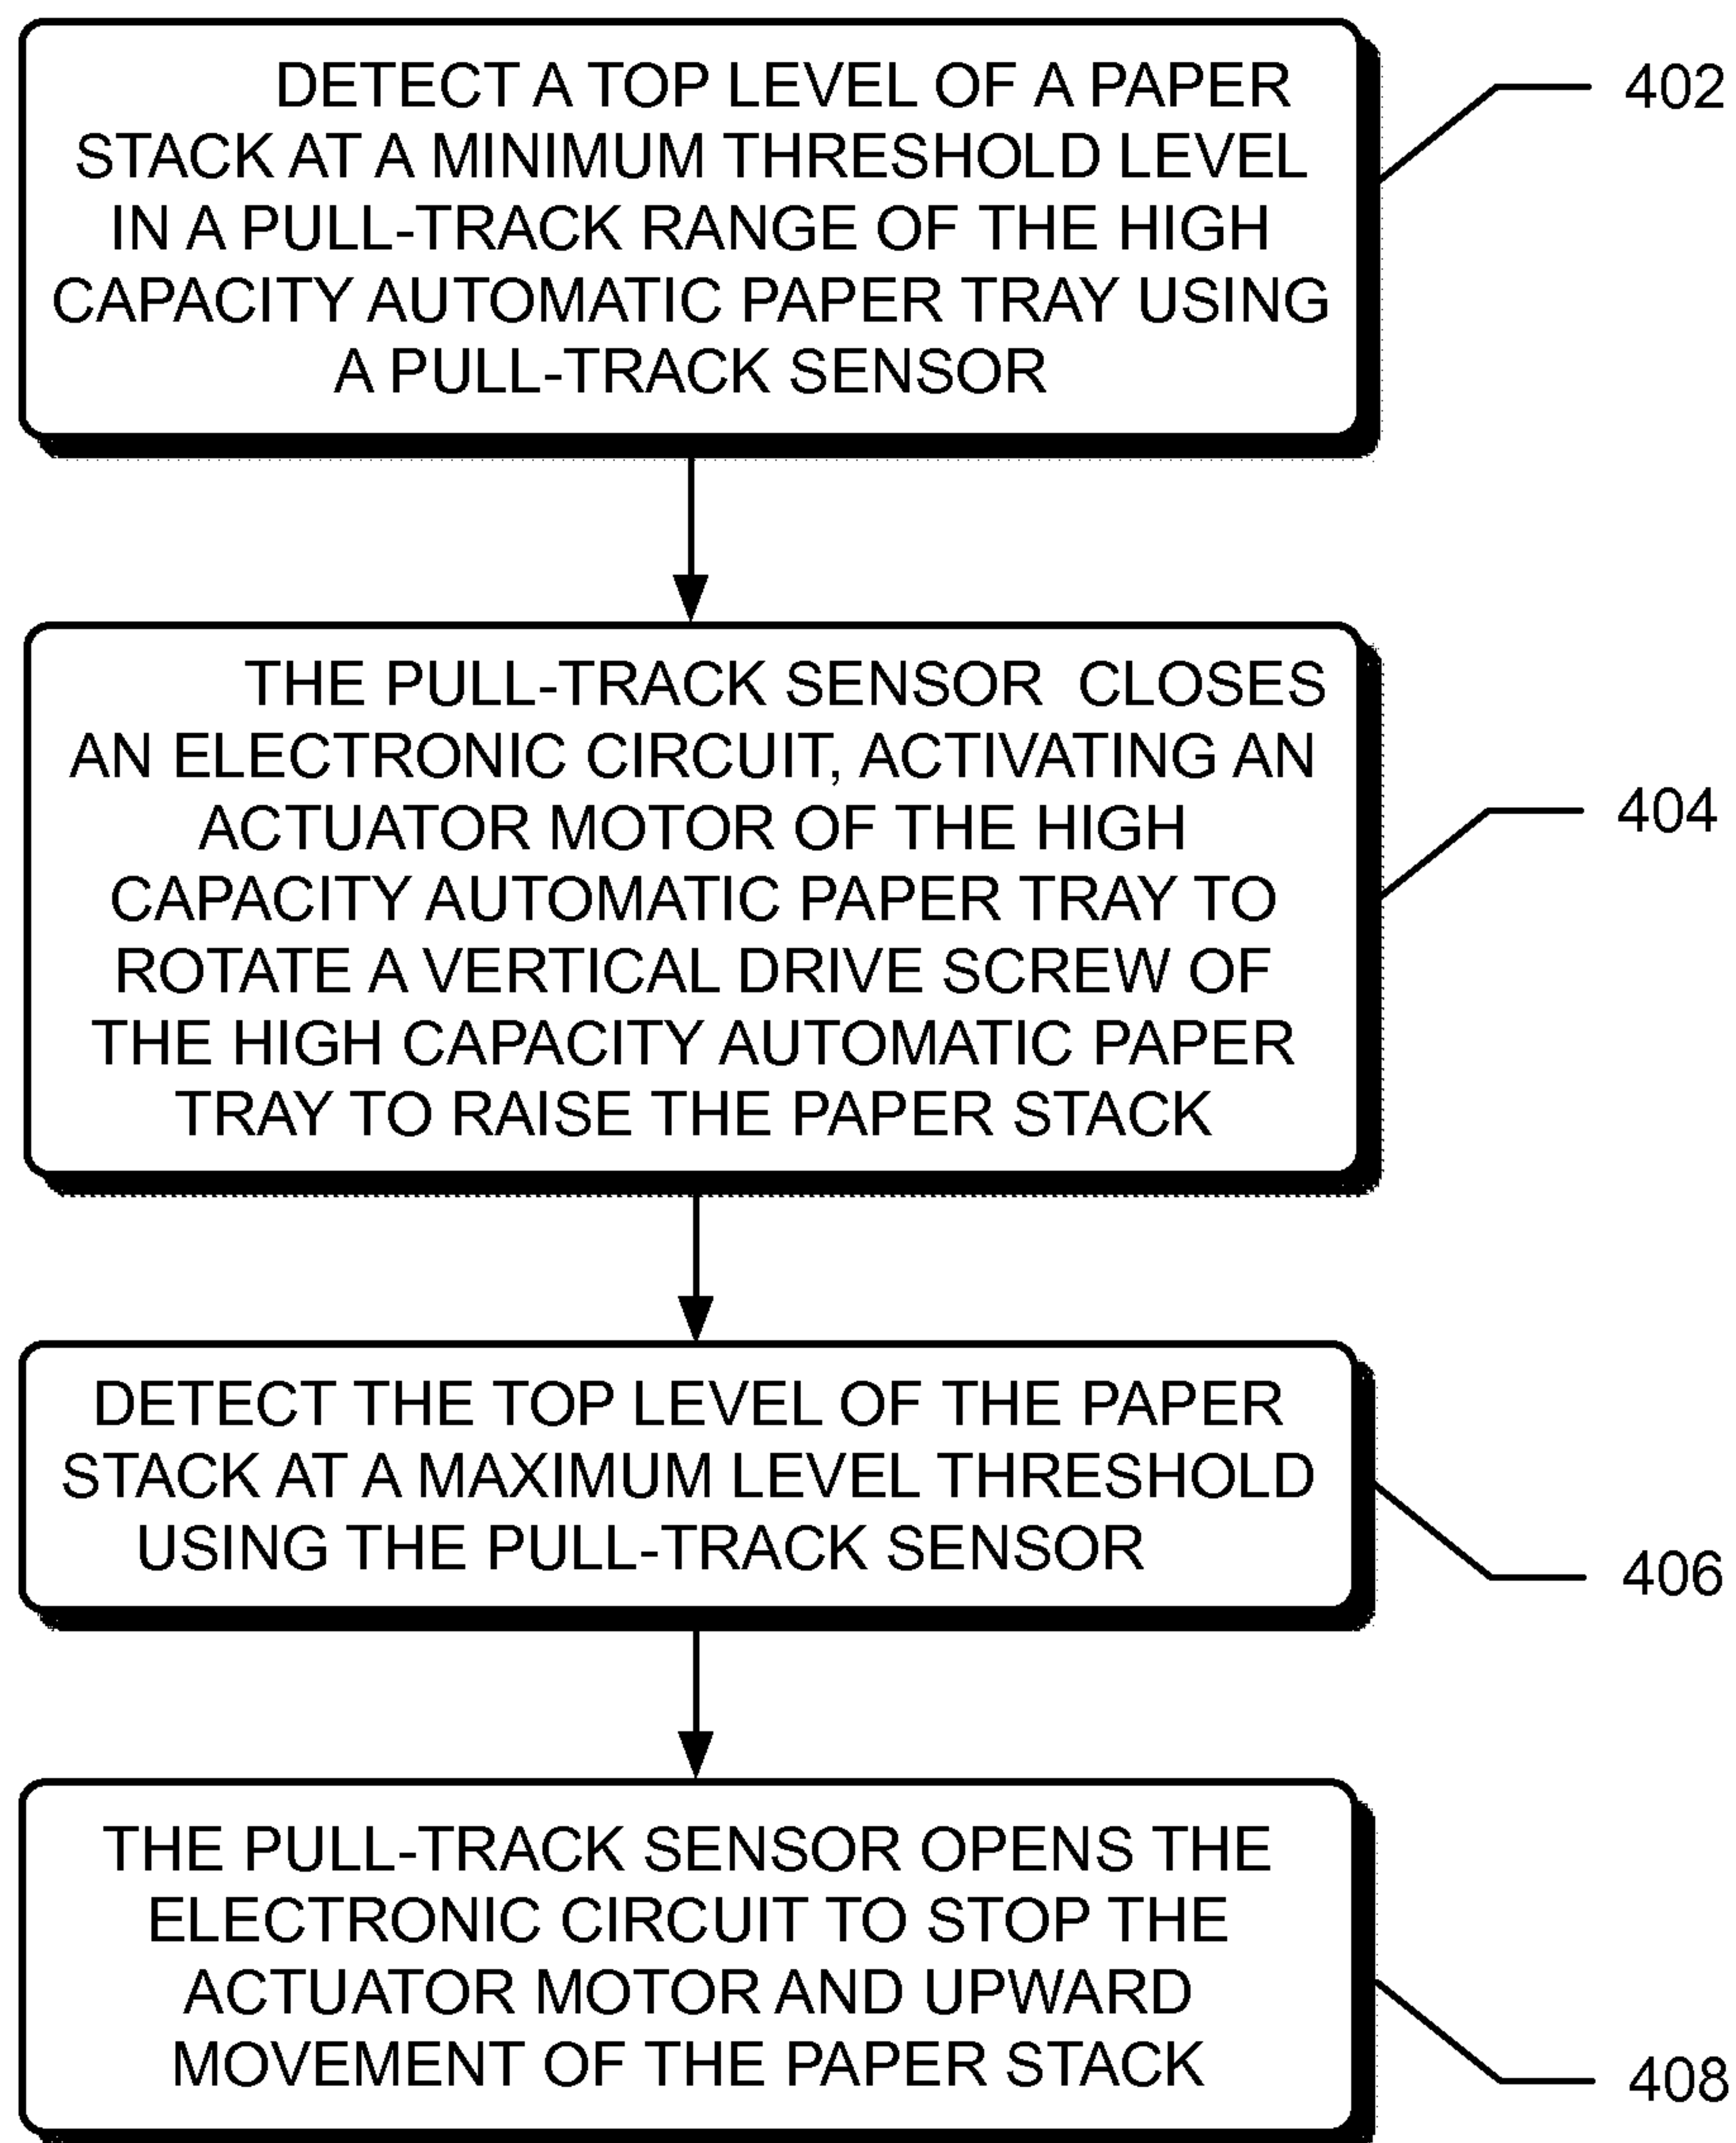 DETECT A TOP LEVEL OF A PAPER
STACK AT A MINIMUM THRESHOLD LEVEL
IN A PULL-TRACK RANGE OF THE HIGH
CAPACITY AUTOMATIC PAPER TRAY USING
A PULL-TRACK SENSOR
402
THE PULL-TRACK SENSOR CLOSES
AN ELECTRONIC CIRCUIT, ACTIVATING AN
ACTUATOR MOTOR OF THE HIGH
CAPACITY AUTOMATIC PAPER TRAY TO
ROTATE A VERTICAL DRIVE SCREW OF
THE HIGH CAPACITY AUTOMATIC PAPER
TRAY TO RAISE THE PAPER STACK
404
DETECT THE TOP LEVEL OF THE PAPER
STACK AT A MAXIMUM LEVEL THRESHOLD
USING THE PULL-TRACK SENSOR
406
THE PULL-TRACK SENSOR OPENS THE
ELECTRONIC CIRCUIT TO STOP THE
ACTUATOR MOTOR AND UPWARD
MOVEMENT OF THE PAPER STACK
408